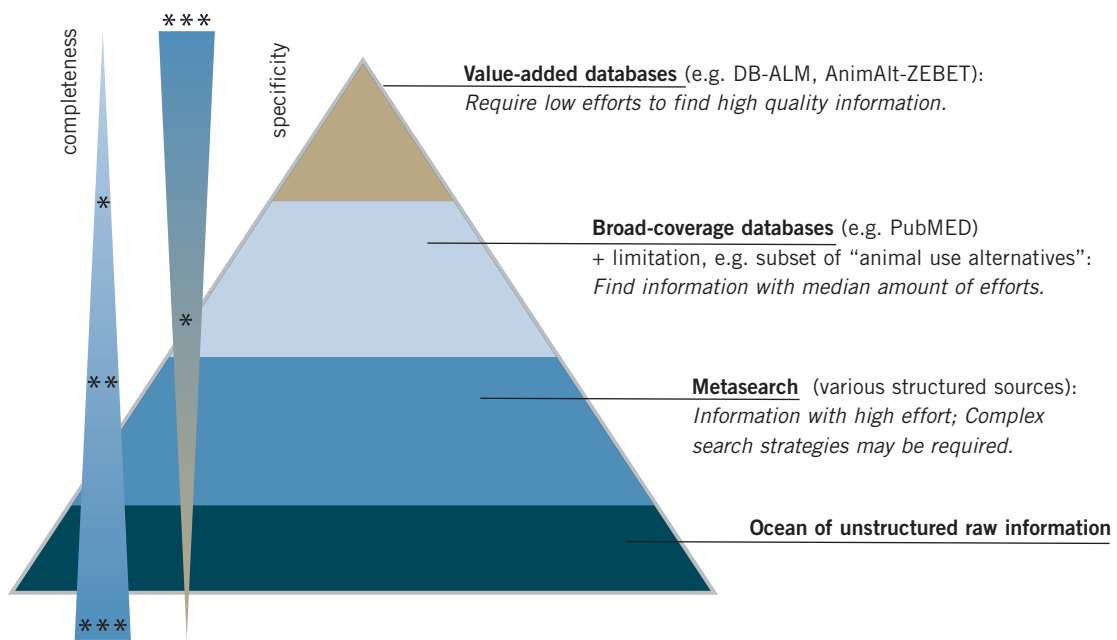 ***
completeness
specificity
Value-added databases (e.g. DB-ALM, AnimAlt-ZEBET):
Require low efforts to find high quality information.
*
Broad-coverage databases (e.g. PubMED)
+ limitation, e.g. subset of “animal use alternatives”:
Find information with median amount of efforts.
*
**
Metasearch (various structured sources):
Information with high effort; Complex
search strategies may be required.
Ocean of unstructured raw information
***